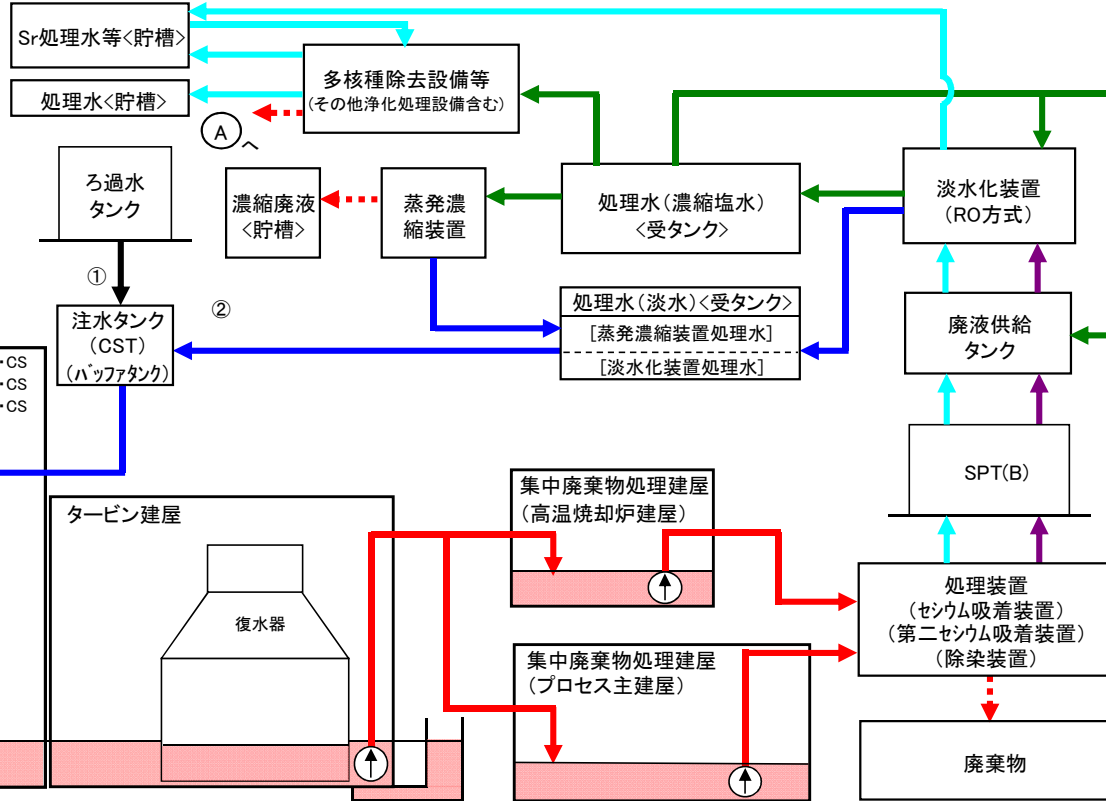 Sr処理水等<貯槽>
多核種除去設備等
(その他浄化処理設備含む)
処理水<貯槽>
A
へ
ろ過水
タンク
濃縮廃液
<貯槽>
蒸発濃
縮装置
処理水(濃縮塩水)
<受タンク>
淡水化装置
(RO方式)
①
②
注水タンク
(CST)
(バッファタンク)
処理水(淡水)<受タンク>
[蒸発濃縮装置処理水]
[淡水化装置処理水]
廃液供給
タンク
・CS
・CS
・CS
SPT(B)
タービン建屋
復水器
集中廃棄物処理建屋
(高温焼却炉建屋)
集中廃棄物処理建屋
(プロセス主建屋)
処理装置
(セシウム吸着装置)
(第二セシウム吸着装置)
(除染装置)
廃棄物